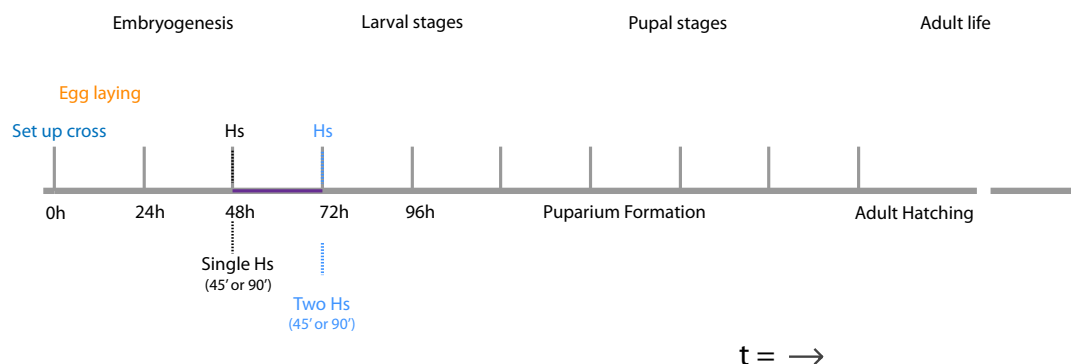 Embryogenesis Larval stages Pupal stages Adult life
Egg laying
Set up cross Hs Hs
0h 24h 48h 72h 96h Puparium Formation Adult Hatching
Single Hs
(45' or 90')
Two Hs
(45' or 90')
t = →